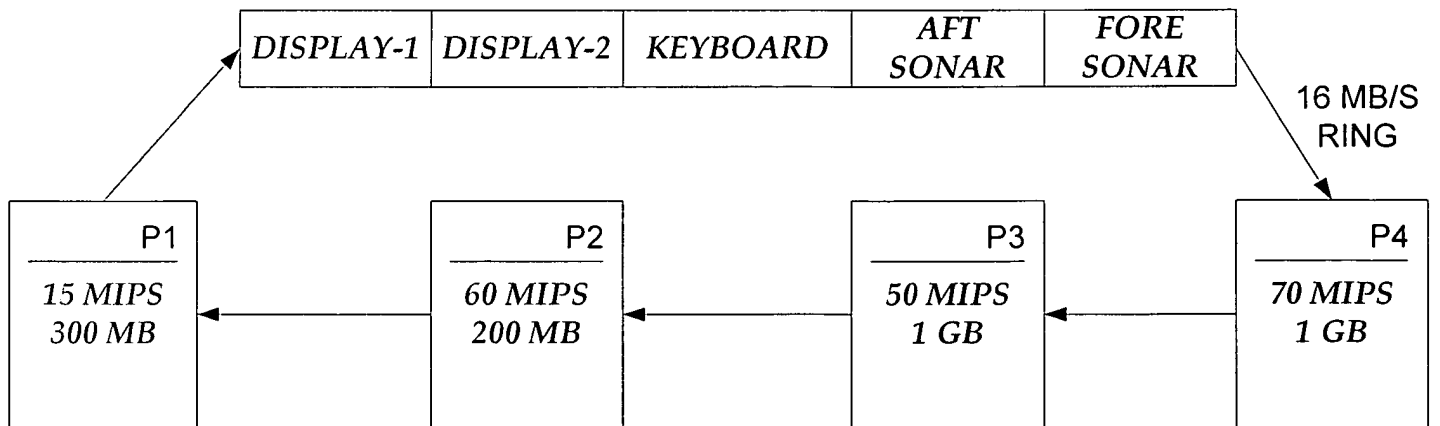 DISPLAY-1
DISPLAY-2
KEYBOARD
AFT
SONAR
FORE
SONAR
16 MB/S
RING
P1
15 MIPS
300 MB
P2
60 MIPS
200 MB
P3
50 MIPS
1 GB
P4
70 MIPS
1 GB